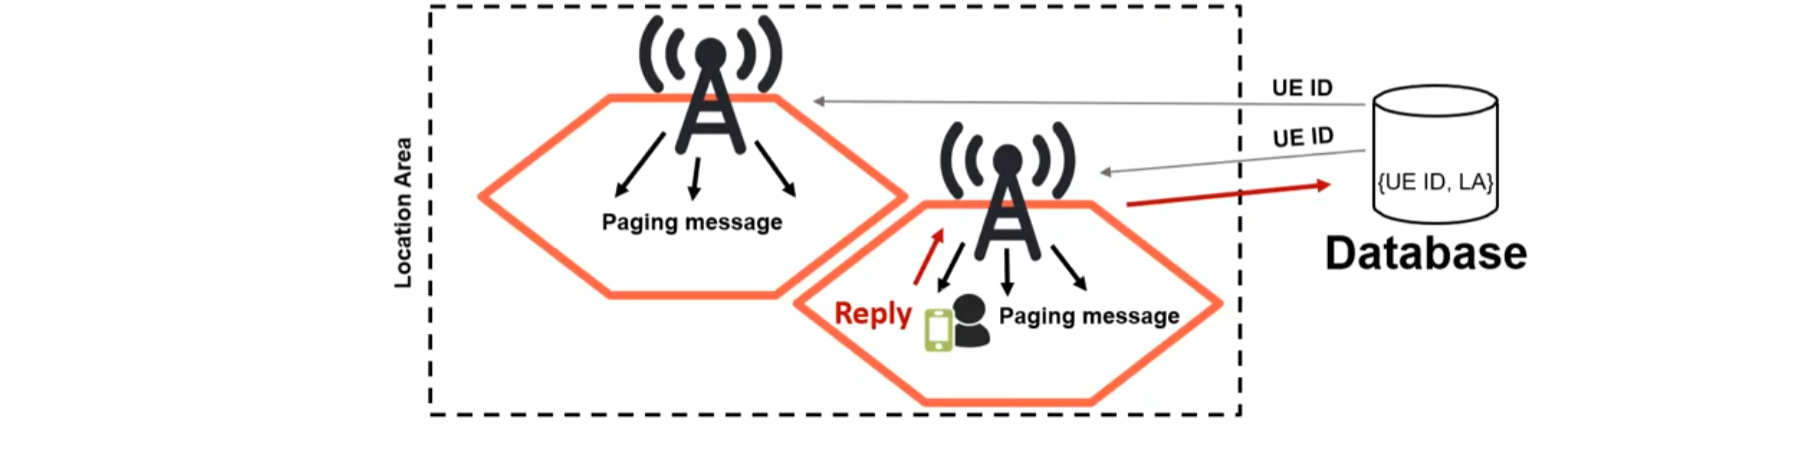 Location Area
UE ID
UE ID
{UE ID, LA}
Database
Paging message
Reply
Paging message